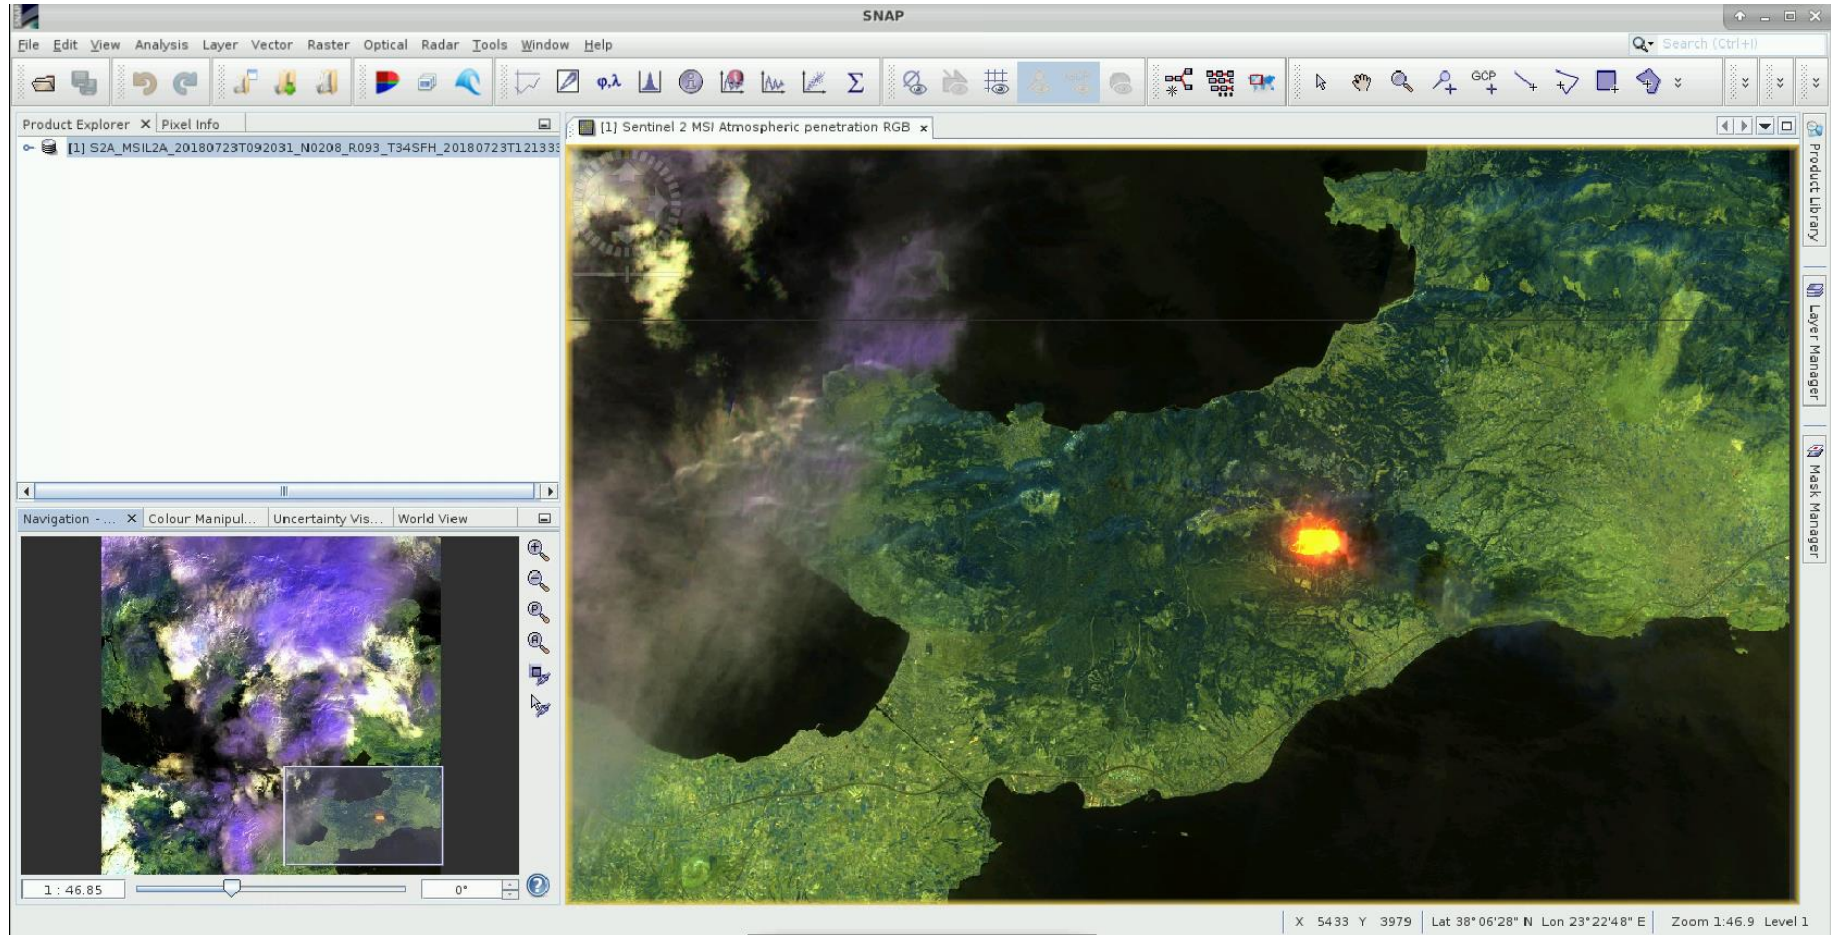 SNAP
File Edit View Analysis Layer Vector Raster Optical Radar Tools Window Help
Search (Ctrl+I)
φ,λ
Σ
GCP
Product Explorer X Pixel Info
[1] Sentinel 2 MSI Atmospheric penetration RGB x
[1] S2A_MSIL2A_20180723T092031_N0208_R093_T34SFH_20180723T121333
Product Library
Layer Manager
Mask Manager
Navigation - ... X Colour Manipul... Uncertainty Vis... World View
1 : 46.85
0°
X 5433 Y 3979 Lat 38°06'28" N Lon 23°22'48" E Zoom 1:46.9 Level 1